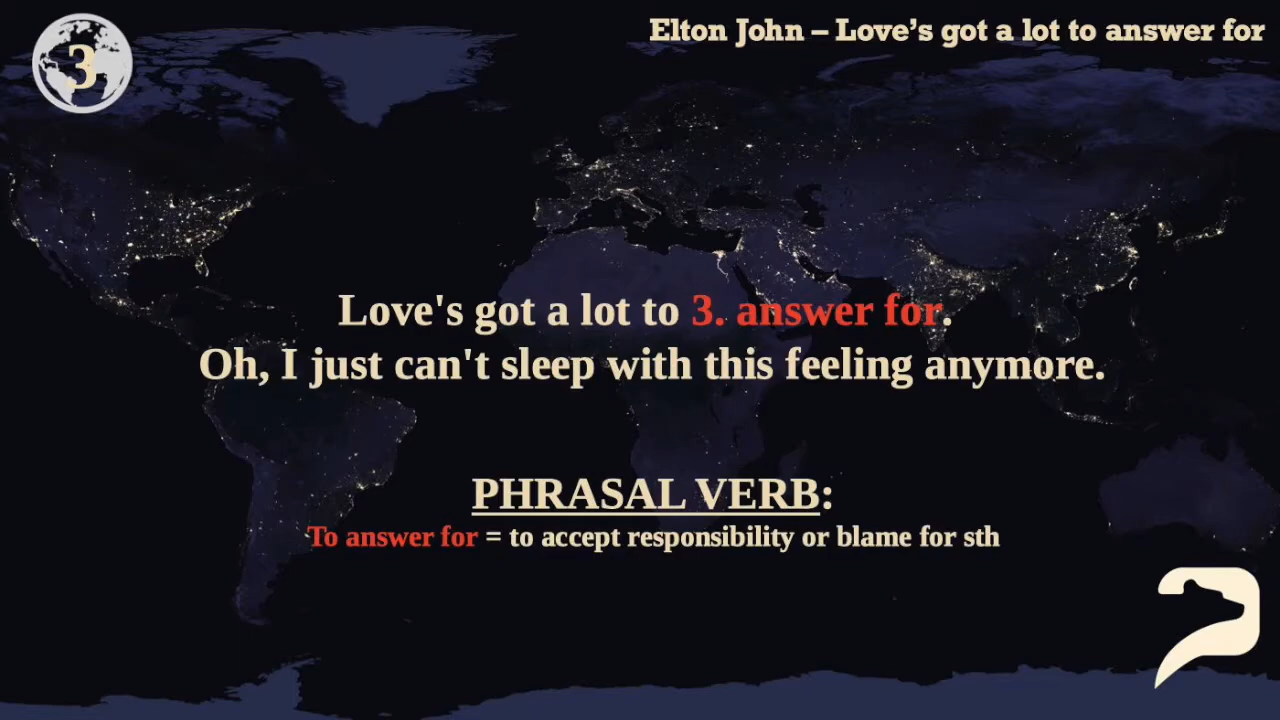 3
Elton John – Love’s got a lot to answer for
Love's got a lot to 3. answer for.
Oh, I just can't sleep with this feeling anymore.
PHRASAL VERB:
To answer for = to accept responsibility or blame for sth